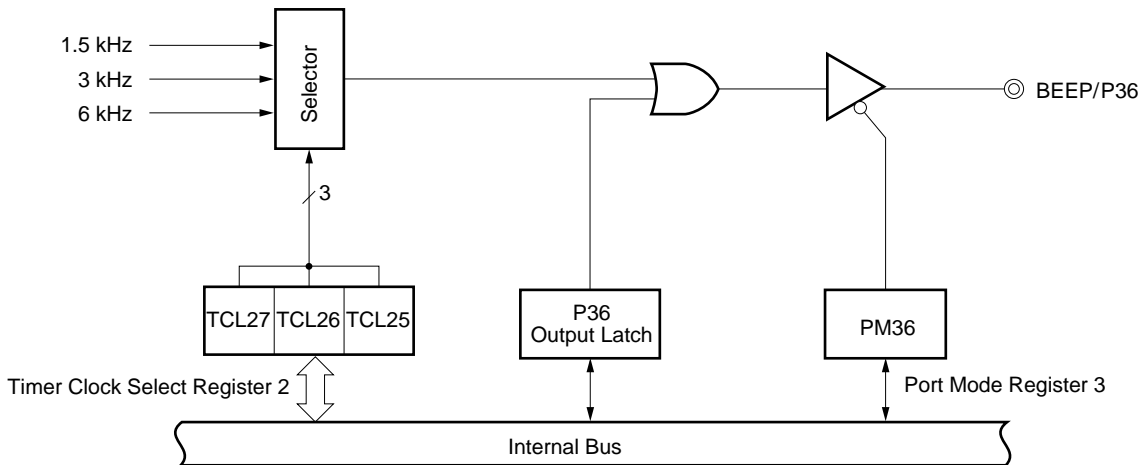 1.5 kHz
3 kHz
6 kHz
Selector
BEEP/P36
3
TCL27 TCL26 TCL25
P36
Output Latch
PM36
Timer Clock Select Register 2
Port Mode Register 3
Internal Bus